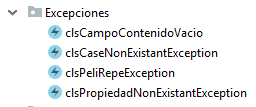 Excepciones
clsCampoContenidoVacio
clsCaseNonExistantException
clsPeliRepeException
clsPropiedadNonExistantException